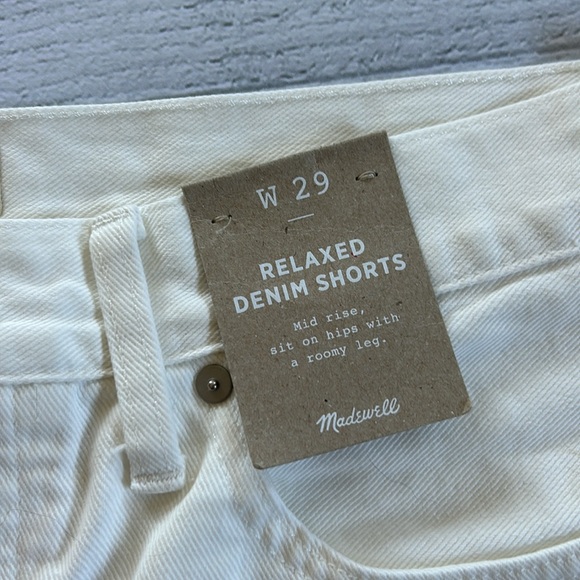 W 29
RELAXED
DENIM SHORTS
Mid rise,
sit on hips with
a roomy leg.
Madewell